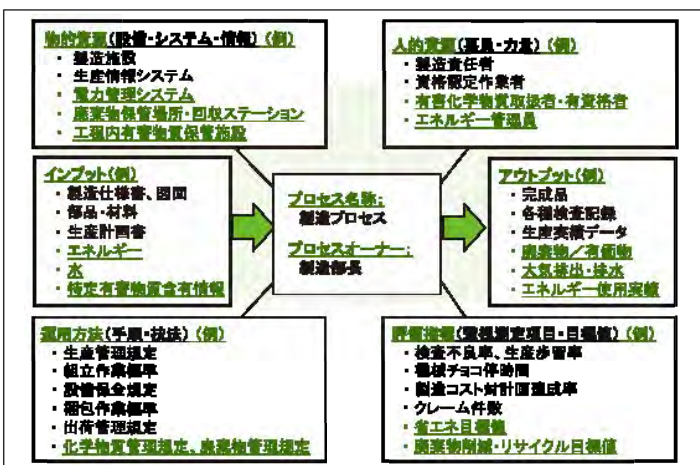 物的資源(設備・システム・情報)(例)
・ 製造施設
・ 生産情報システム
・ 電力管理システム
・ 廃棄物保管場所・回収ステーション
・ 工程内有害物質保管施設
人的資源(要員・力量)(例)
・製造責任者
・資格認定作業者
・有害化学物質取扱者・有資格者
・エネルギー管理員
インプット(例)
・製造仕様書、図面
・部品・材料
・生産計画書
・エネルギー
・水
・特定有害物質含有情報
プロセス名称:
製造プロセス
プロセスオーナー:
製造部長
アウトプット(例)
・完成品
・各種検査記録
・生産実績データ
・廃棄物/有価物
・大気排出・排水
・エネルギー使用実績
運用方法(手順・技法)(例)
・生産管理規定
・組立作業標準
・設備保全規定
・梱包作業標準
・出荷管理規定
・化学物質管理規定、廃棄物管理規定
評価指標(監視測定項目・目標値)(例)
・検査不良率、生産歩留率
・機械チョコ停時間
・製造コスト対計画達成率
・クレーム件数
・省エネ目標値
・廃棄物削減・リサイクル目標値